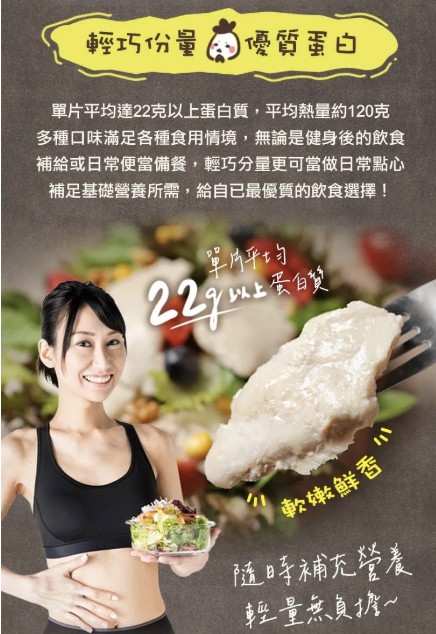 輕巧份量 優質蛋白
單片平均達22克以上蛋白質，平均熱量約120克
多種口味滿足各種食用情境，無論是健身後的飲食
補給或日常便當備餐，輕巧分量更可當做日常點心
補足基礎營養所需，給自已最優質的飲食選擇！
單片平均
22g以上蛋白質
軟嫩鮮香
隨時補充營養
輕量無負擔~